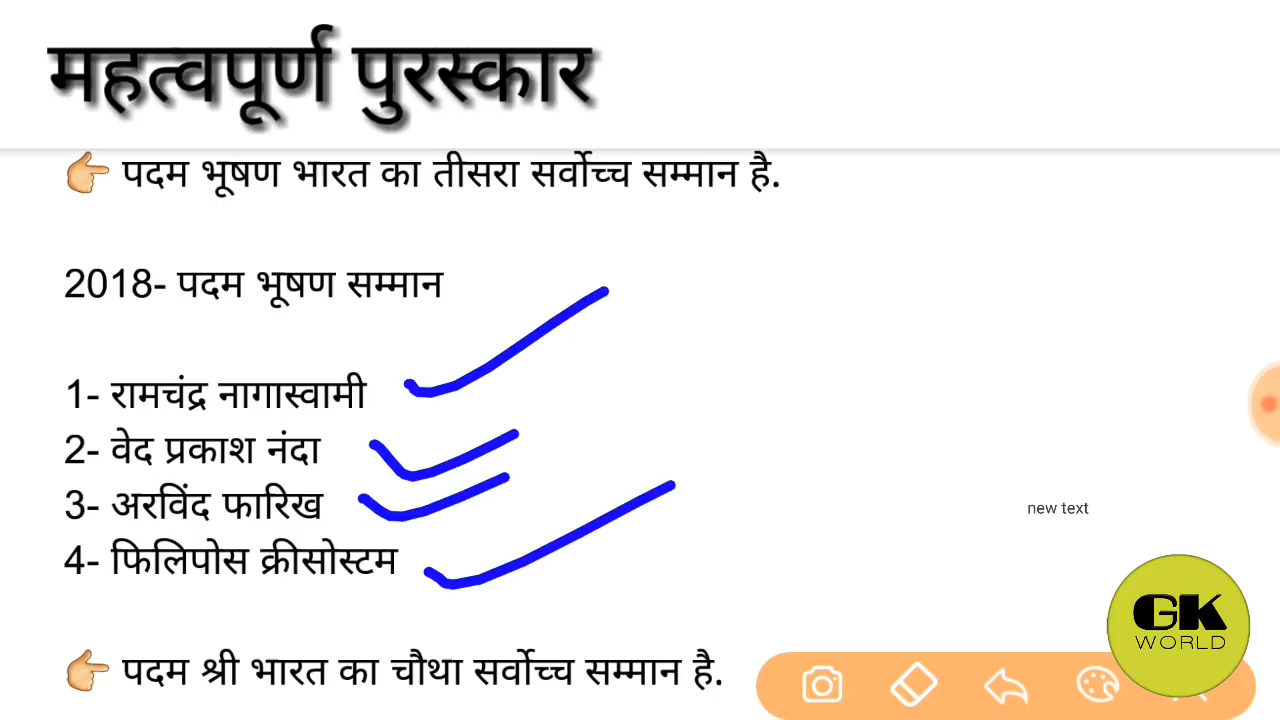 महत्वपूर्ण पुरस्कार
👉 पदम भूषण भारत का तीसरा सर्वोच्च सम्मान है.
2018- पदम भूषण सम्मान
1- रामचंद्र नागास्वामी
2- वेद प्रकाश नंदा
3- अरविंद फारिख
4- फिलिपोस क्रीसोस्टम
new text
GK
WORLD
👉 पदम श्री भारत का चौथा सर्वोच्च सम्मान है.